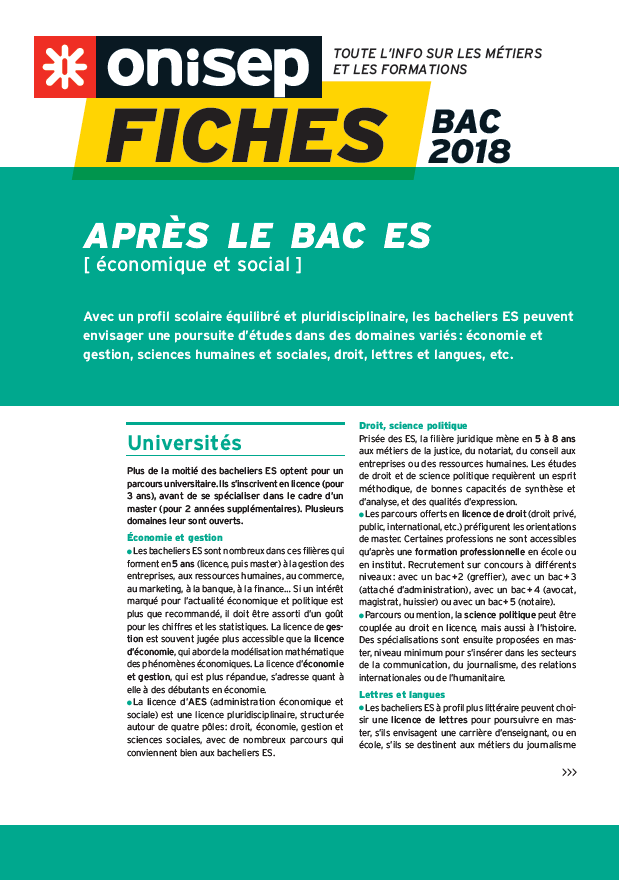 onisep
TOUTE L'INFO SUR LES MÉTIERS
ET LES FORMATIONS
FICHES
BAC
2018
APRÈS LE BAC ES
[ économique et social ]
Avec un profil scolaire équilibré et pluridisciplinaire, les bacheliers ES peuvent
envisager une poursuite d'études dans des domaines variés : économie et
gestion, sciences humaines et sociales, droit, lettres et langues, etc.
Universités
Plus de la moitié des bacheliers ES optent pour un
parcours universitaire. Ils s'inscrivent en licence (pour
3 ans), avant de se spécialiser dans le cadre d'un
master (pour 2 années supplémentaires). Plusieurs
domaines leur sont ouverts.
Économie et gestion
● Les bacheliers ES sont nombreux dans ces filières qui
forment en 5 ans (licence, puis master) à la gestion des
entreprises, aux ressources humaines, au commerce,
au marketing, à la banque, à la finance... Si un intérêt
marqué pour l'actualité économique et politique est
plus que recommandé, il doit être assorti d'un goût
pour les chiffres et les statistiques. La licence de ges-
tion est souvent jugée plus accessible que la licence
d'économie, qui aborde la modélisation mathématique
des phénomènes économiques. La licence d'économie
et gestion, qui est plus répandue, s'adresse quant à
elle à des débutants en économie.
● La licence d'AES (administration économique et
sociale) est une licence pluridisciplinaire, structurée
autour de quatre pôles : droit, économie, gestion et
sciences sociales, avec de nombreux parcours qui
conviennent bien aux bacheliers ES.
Droit, science politique
Prisée des ES, la filière juridique mène en 5 à 8 ans
aux métiers de la justice, du notariat, du conseil aux
entreprises ou des ressources humaines. Les études
de droit et de science politique requièrent un esprit
méthodique, de bonnes capacités de synthèse et
d'analyse, et des qualités d'expression.
● Les parcours offerts en licence de droit (droit privé,
public, international, etc.) préfigurent les orientations
de master. Certaines professions ne sont accessibles
qu'après une formation professionnelle en école ou
en institut. Recrutement sur concours à différents
niveaux : avec un bac + 2 (greffier), avec un bac + 3
(attaché d'administration), avec un bac + 4 (avocat,
magistrat, huissier) ou avec un bac + 5 (notaire).
● Parcours ou mention, la science politique peut être
couplée au droit en licence, mais aussi à l'histoire.
Des spécialisations sont ensuite proposées en mas-
ter, niveau minimum pour s'insérer dans les secteurs
de la communication, du journalisme, des relations
internationales ou de l'humanitaire.
Lettres et langues
● Les bacheliers ES à profil plus littéraire peuvent choi-
sir une licence de lettres pour poursuivre en mas-
ter, s'ils envisagent une carrière d'enseignant, ou en
école, s'ils se destinent aux métiers du journalisme
>>>